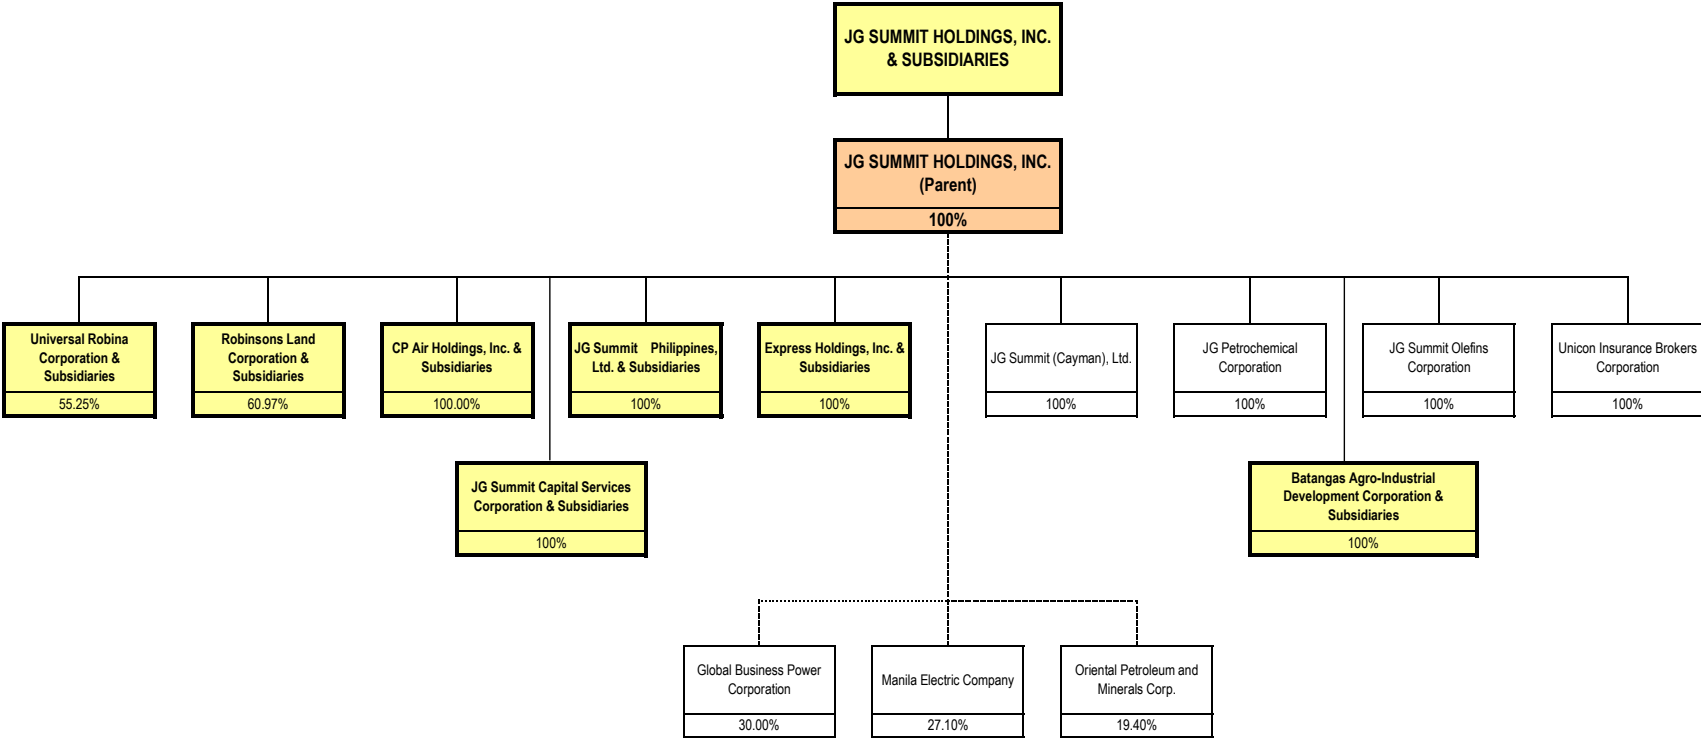 JG SUMMIT HOLDINGS, INC.
& SUBSIDIARIES
JG SUMMIT HOLDINGS, INC.
(Parent)
100%
Universal Robina
Corporation &
Subsidiaries
55.25%
Robinsons Land
Corporation &
Subsidiaries
60.97%
CP Air Holdings, Inc. &
Subsidiaries
100.00%
JG Summit Philippines,
Ltd. & Subsidiaries
100%
Express Holdings, Inc. &
Subsidiaries
100%
JG Summit (Cayman), Ltd.
100%
JG Petrochemical
Corporation
100%
JG Summit Olefins
Corporation
100%
Unicon Insurance Brokers
Corporation
100%
JG Summit Capital Services
Corporation & Subsidiaries
100%
Batangas Agro-Industrial
Development Corporation &
Subsidiaries
100%
Global Business Power
Corporation
30.00%
Manila Electric Company
27.10%
Oriental Petroleum and
Minerals Corp.
19.40%